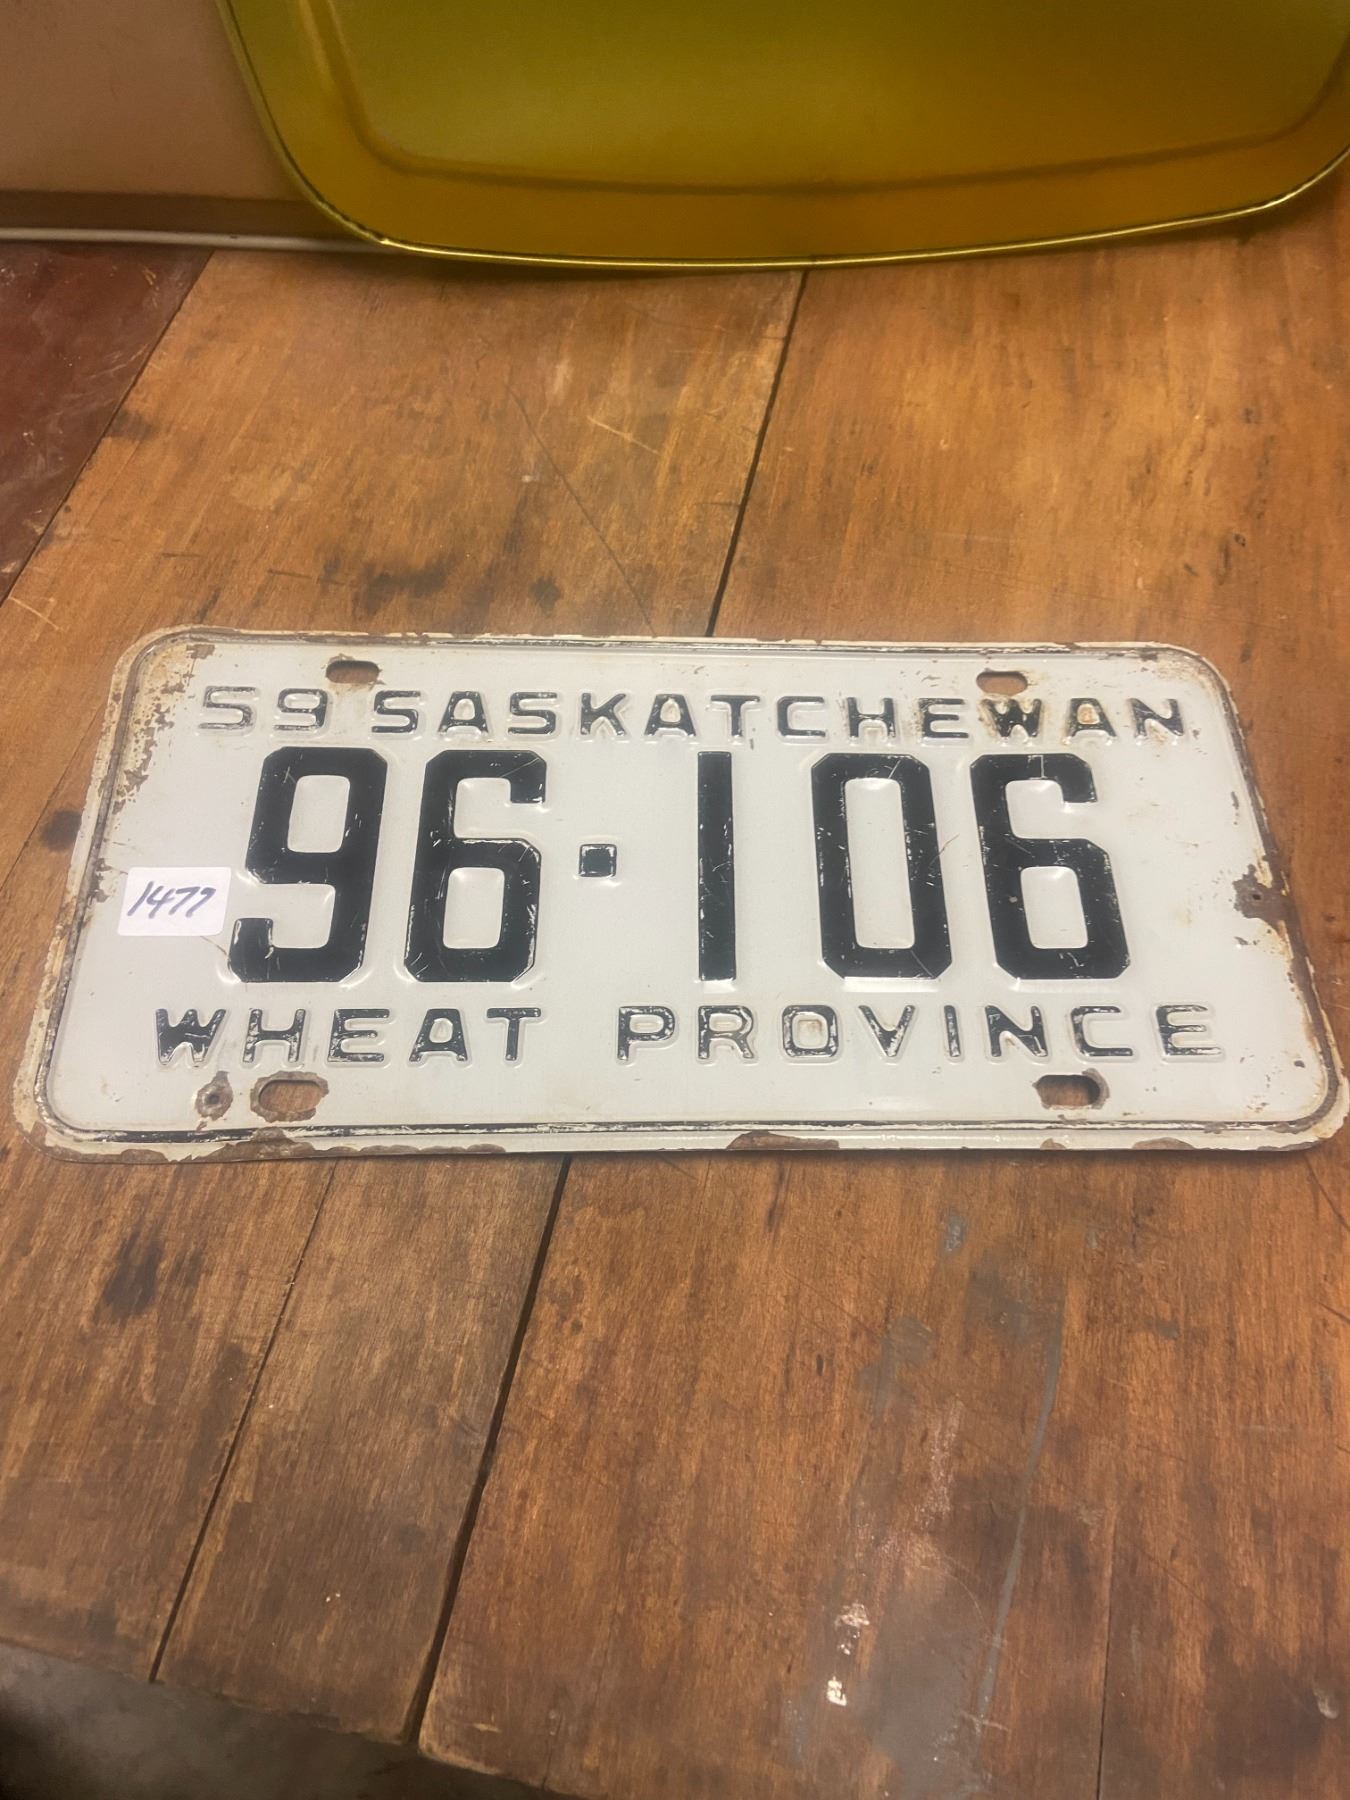 59 SASKATCHEWAN
96·106
1477
WHEAT PROVINCE